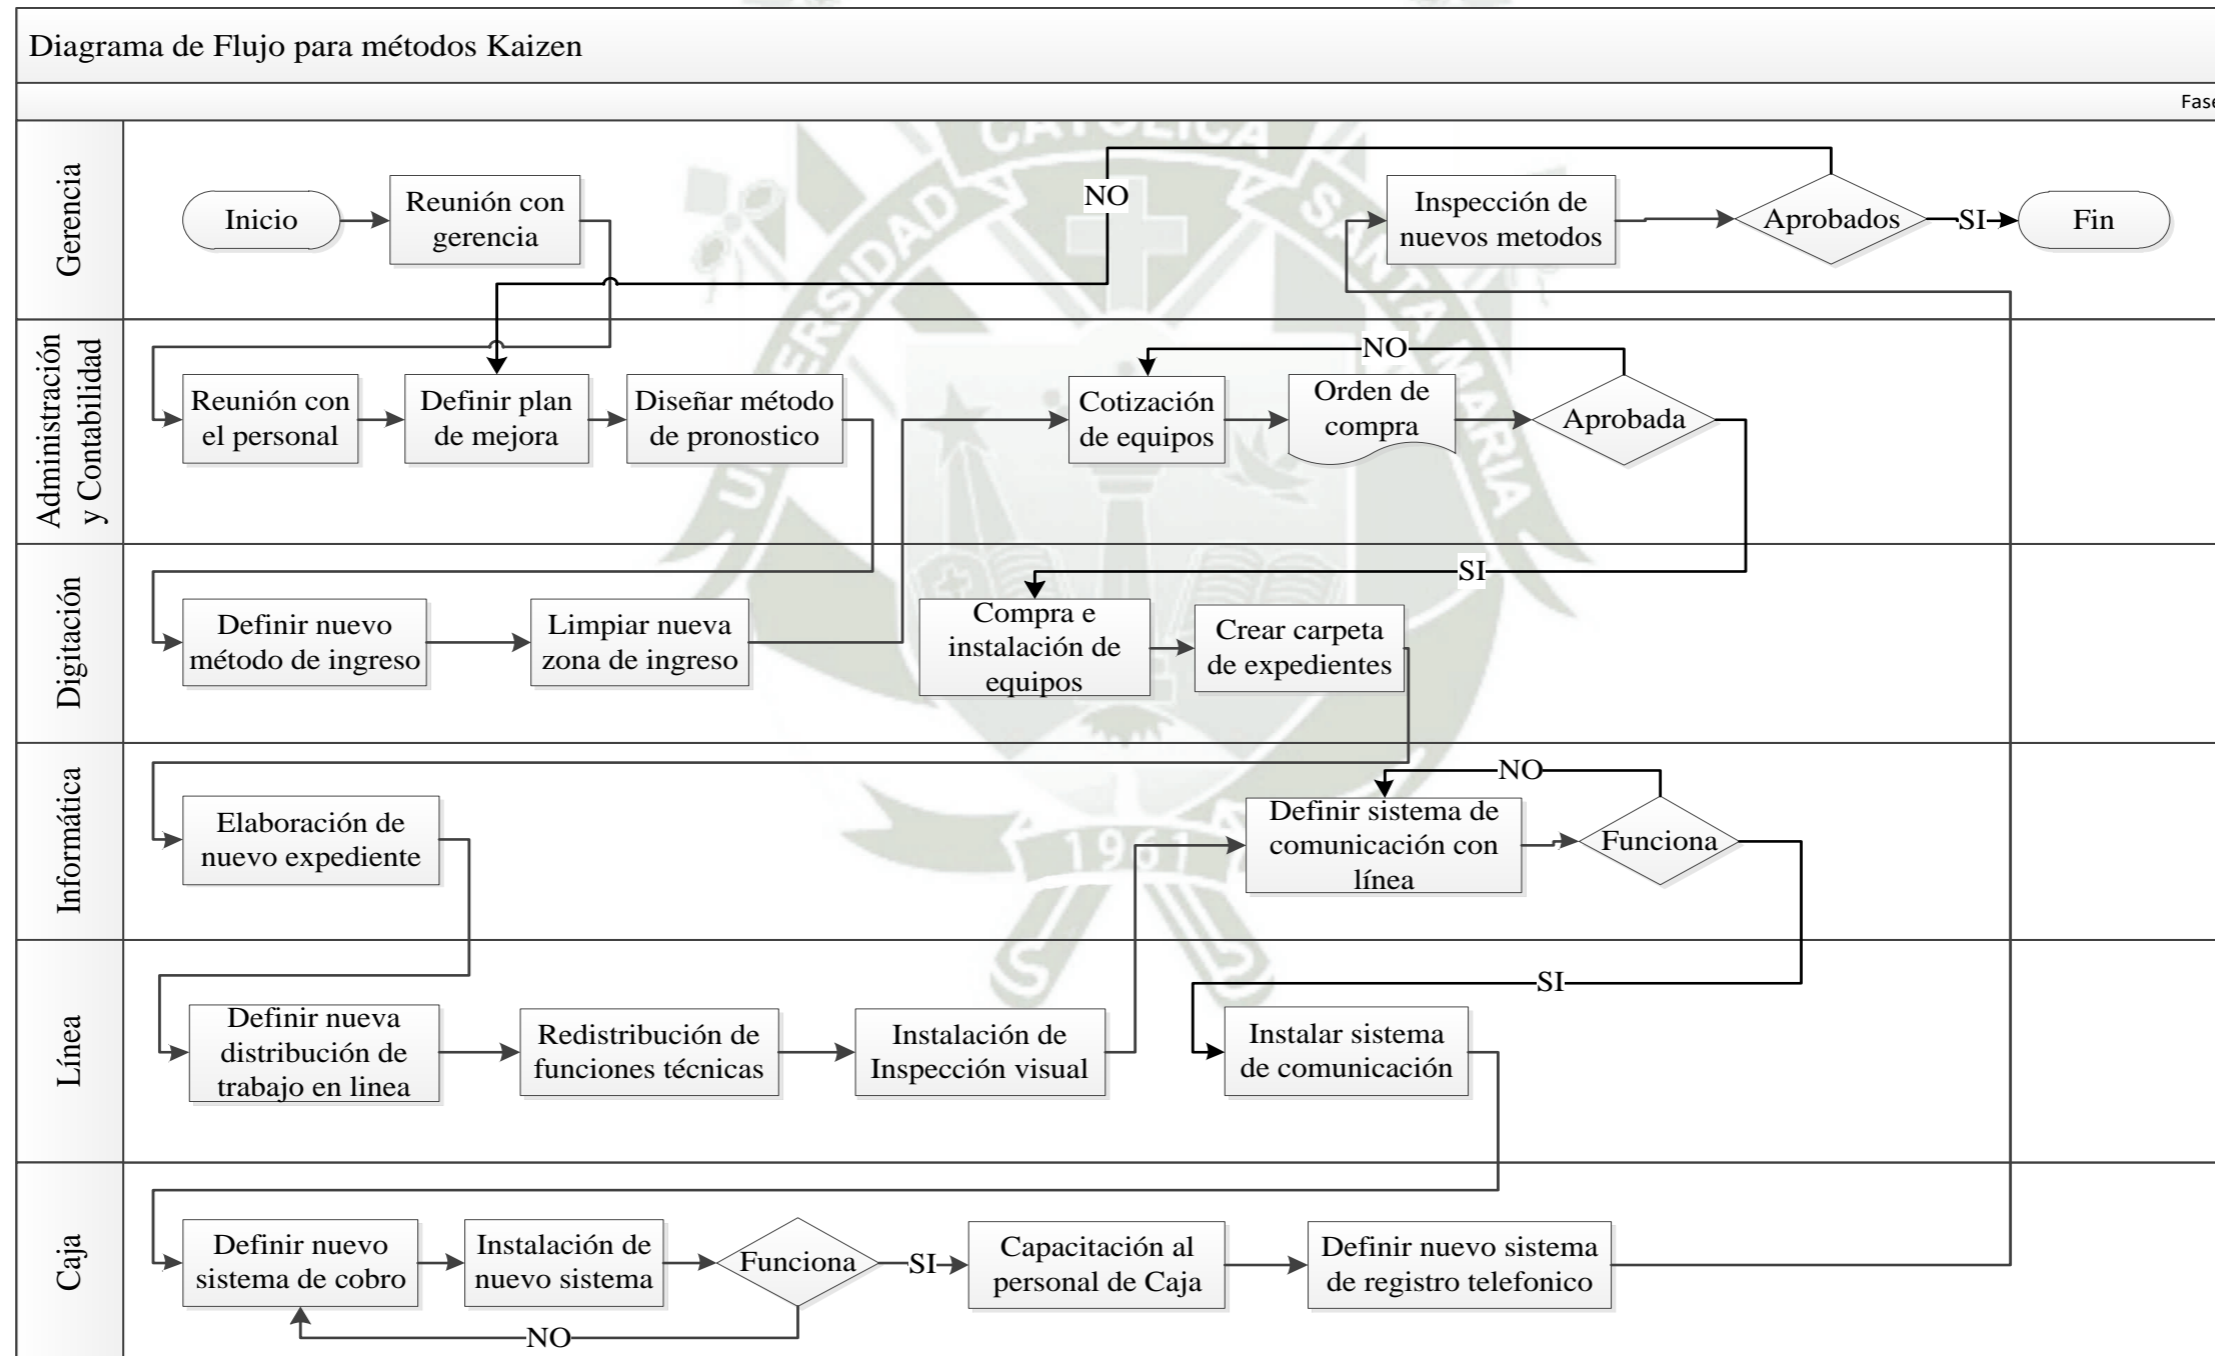 Diagrama de Flujo para métodos Kaizen
Fase
Gerencia
Inicio
Reunión con
gerencia
NO
Inspección de
nuevos metodos
Aprobados
SI
Fin
Administración
y Contabilidad
Reunión con
el personal
Definir plan
de mejora
Diseñar método
de pronostico
Cotización
de equipos
NO
Orden de
compra
Aprobada
Digitación
Definir nuevo
método de ingreso
Limpiar nueva
zona de ingreso
SI
Compra e
instalación de
equipos
Crear carpeta
de expedientes
Informática
Elaboración de
nuevo expediente
NO
Definir sistema de
comunicación con
línea
Funciona
Línea
Definir nueva
distribución de
trabajo en linea
Redistribución de
funciones técnicas
Instalación de
Inspección visual
SI
Instalar sistema
de comunicación
Caja
Definir nuevo
sistema de cobro
Instalación de
nuevo sistema
Funciona
SI
NO
Capacitación al
personal de Caja
Definir nuevo sistema
de registro telefonico
UNIVERSIDAD
CATOLICA
SANTA MARIA
1961